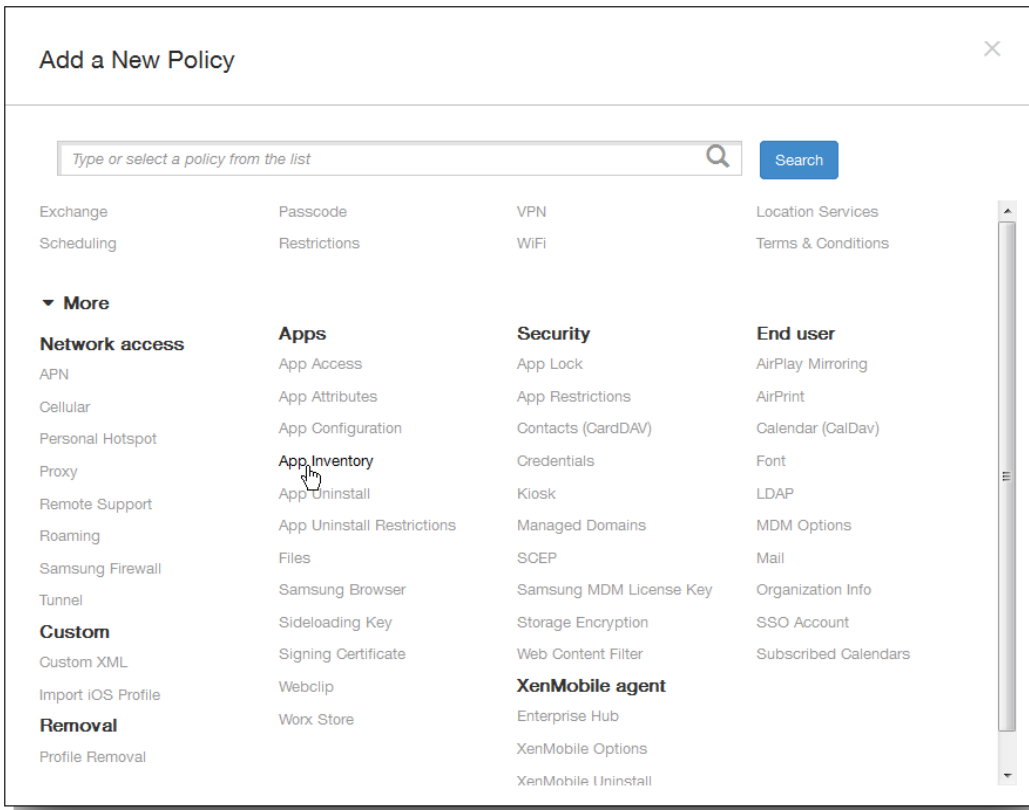 Add a New Policy
Type or select a policy from the list
Search
Exchange
Passcode
VPN
Location Services
Scheduling
Restrictions
WiFi
Terms & Conditions
More
Network access
APN
Cellular
Personal Hotspot
Proxy
Remote Support
Roaming
Samsung Firewall
Tunnel
Custom
Custom XML
Import iOS Profile
Removal
Profile Removal
Apps
App Access
App Attributes
App Configuration
App Inventory
App Uninstall
App Uninstall Restrictions
Files
Samsung Browser
Sideloading Key
Signing Certificate
Webclip
Worx Store
Security
App Lock
App Restrictions
Contacts (CardDAV)
Credentials
Kiosk
Managed Domains
SCEP
Samsung MDM License Key
Storage Encryption
Web Content Filter
XenMobile agent
Enterprise Hub
XenMobile Options
XenMobile Uninstall
End user
AirPlay Mirroring
AirPrint
Calendar (CalDav)
Font
LDAP
MDM Options
Mail
Organization Info
SSO Account
Subscribed Calendars